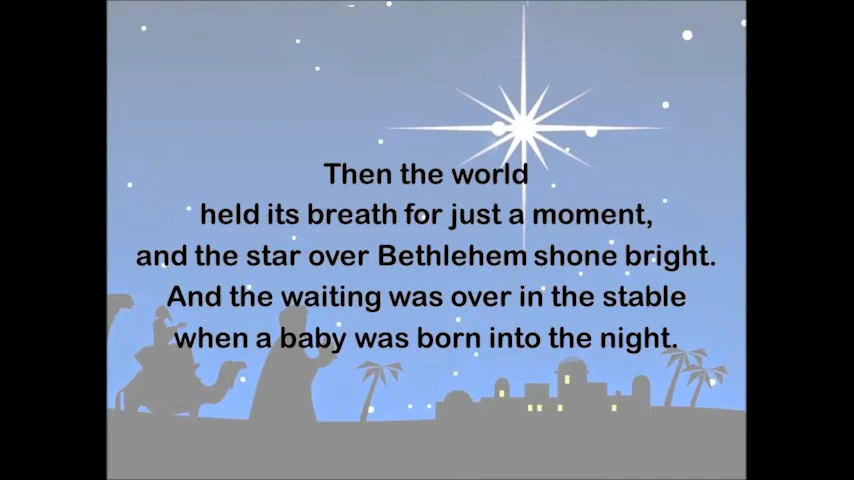 Then the world
held its breath for just a moment,
and the star over Bethlehem shone bright.
And the waiting was over in the stable
when a baby was born into the night.